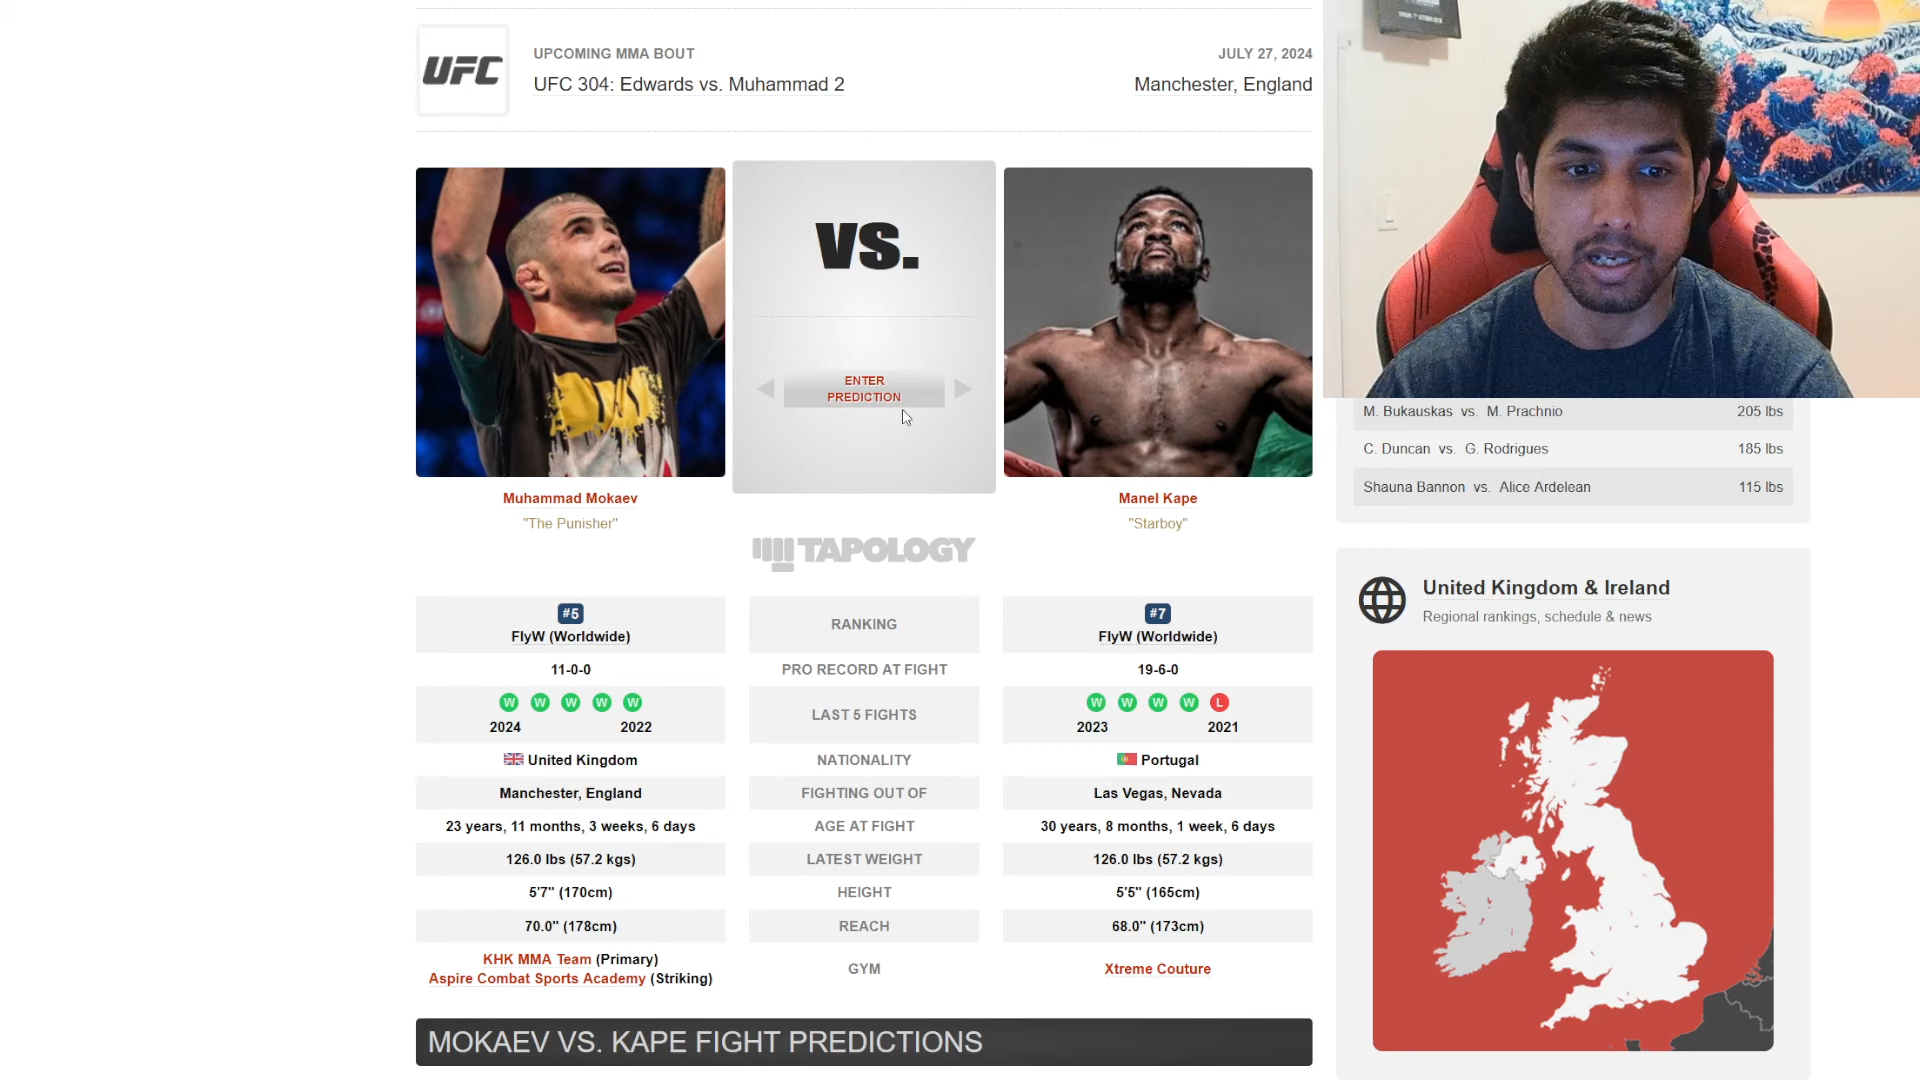 UFC
UPCOMING MMA BOUT
JULY 27, 2024
UFC 304: Edwards vs. Muhammad 2
Manchester, England
VS.
ENTER
PREDICTION
Muhammad Mokaev
"The Punisher"
Manel Kape
"Starboy"
TAPOLOGY
#5
FlyW (Worldwide)
RANKING
#7
FlyW (Worldwide)
11-0-0
PRO RECORD AT FIGHT
19-6-0
W W W W W
2024 2022
LAST 5 FIGHTS
W W W W L
2023 2021
United Kingdom
NATIONALITY
Portugal
Manchester, England
FIGHTING OUT OF
Las Vegas, Nevada
23 years, 11 months, 3 weeks, 6 days
AGE AT FIGHT
30 years, 8 months, 1 week, 6 days
126.0 lbs (57.2 kgs)
LATEST WEIGHT
126.0 lbs (57.2 kgs)
5'7" (170cm)
HEIGHT
5'5" (165cm)
70.0" (178cm)
REACH
68.0" (173cm)
KHK MMA Team (Primary)
Aspire Combat Sports Academy (Striking)
GYM
Xtreme Couture
MOKAEV VS. KAPE FIGHT PREDICTIONS
M. Bukauskas vs. M. Prachnio 205 lbs
C. Duncan vs. G. Rodrigues 185 lbs
Shauna Bannon vs. Alice Ardelean 115 lbs
United Kingdom & Ireland
Regional rankings, schedule & news